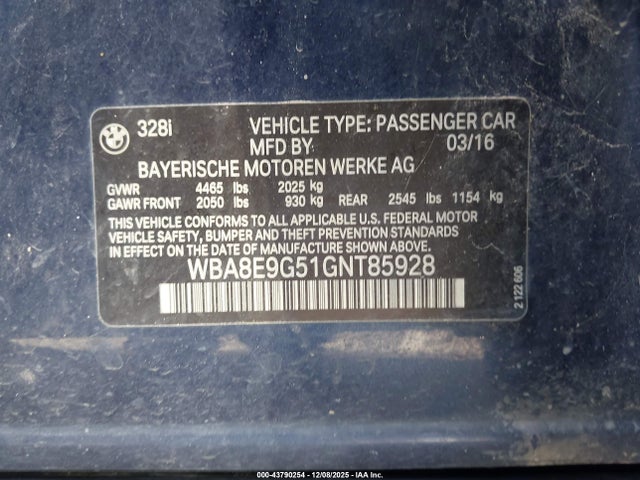 BMW
328i VEHICLE TYPE: PASSENGER CAR
MFD BY 03/16
BAYERISCHE MOTOREN WERKE AG
GVWR 4465 lbs 2025 kg
GAWR FRONT 2050 lbs 930 kg REAR 2545 lbs 1154 kg
THIS VEHICLE CONFORMS TO ALL APPLICABLE U.S. FEDERAL MOTOR
VEHICLE SAFETY, BUMPER AND THEFT PREVENTION STANDARDS
IN EFFECT ON THE DATE OF MANUFACTURE SHOWN ABOVE.
WBA8E9G51GNT85928
2 122 606
000-43790254 - 12/08/2025 - IAA Inc.